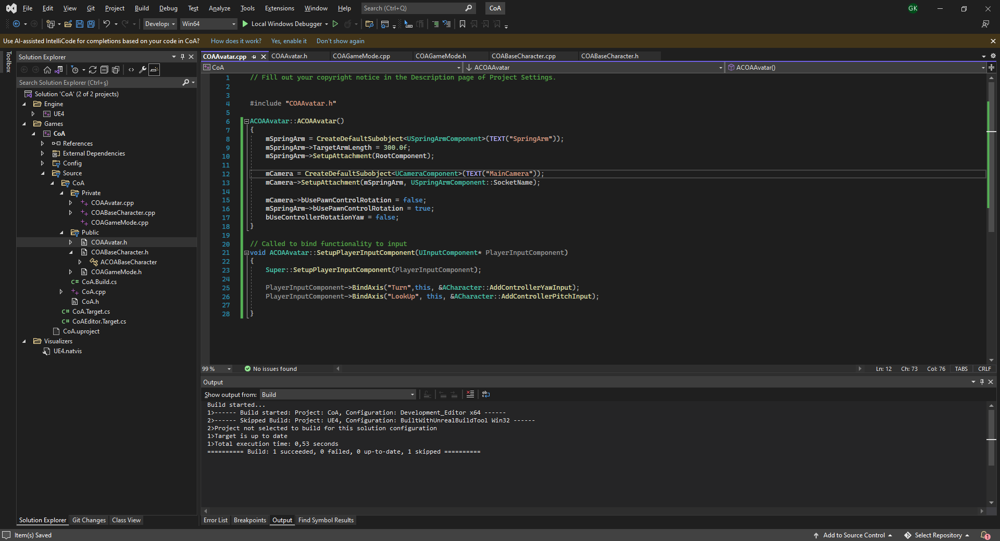 File Edit View Git Project Build Debug Test Analyze Tools Extensions Window Help Search (Ctrl+Q) CoA GK
Develop Win64 Local Windows Debugger
Use AI-assisted IntelliCode for completions based on your code in CoA? How does it work? Yes, enable it Don't show again
Toolbox
Solution Explorer
Search Solution Explorer (Ctrl+ş)
Solution 'CoA' (2 of 2 projects)
Engine
UE4
Games
CoA
References
External Dependencies
Config
Source
CoA
Private
COAAvatar.cpp
COABaseCharacter.cpp
COAGameMode.cpp
Public
COAAvatar.h
COABaseCharacter.h
ACOABaseCharacter
COAGameMode.h
C# CoA.Build.cs
CoA.cpp
CoA.h
C# CoA.Target.cs
C# CoAEditor.Target.cs
CoA.uproject
Visualizers
UE4.natvis
Solution Explorer Git Changes Class View
COAAvatar.cpp COAAvatar.h COAGameMode.cpp COAGameMode.h COABaseCharacter.cpp COABaseCharacter.h
CoA ACOAAvatar ACOAAvatar()
1 // Fill out your copyright notice in the Description page of Project Settings.
2
3
4 #include "COAAvatar.h"
5
6 ACOAAvatar::ACOAAvatar()
7 {
8 mSpringArm = CreateDefaultSubobject<USpringArmComponent>(TEXT("SpringArm"));
9 mSpringArm->TargetArmLength = 300.0f;
10 mSpringArm->SetupAttachment(RootComponent);
11
12 mCamera = CreateDefaultSubobject<UCameraComponent>(TEXT("MainCamera"));
13 mCamera->SetupAttachment(mSpringArm, USpringArmComponent::SocketName);
14
15 mCamera->bUsePawnControlRotation = false;
16 mSpringArm->bUsePawnControlRotation = true;
17 bUseControllerRotationYaw = false;
18 }
19
20 // Called to bind functionality to input
21 void ACOAAvatar::SetupPlayerInputComponent(UInputComponent* PlayerInputComponent)
22 {
23 Super::SetupPlayerInputComponent(PlayerInputComponent);
24
25 PlayerInputComponent->BindAxis("Turn",this, &ACharacter::AddControllerYawInput);
26 PlayerInputComponent->BindAxis("LookUp", this, &ACharacter::AddControllerPitchInput);
27
28 }
99 % No issues found Ln: 12 Ch: 73 Col: 76 TABS CRLF
Output
Show output from: Build
Build started...
1>------ Build started: Project: CoA, Configuration: Development_Editor x64 ------
2>------ Skipped Build: Project: UE4, Configuration: BuiltWithUnrealBuildTool Win32 ------
2>Project not selected to build for this solution configuration
1>Target is up to date
1>Total execution time: 0,53 seconds
========== Build: 1 succeeded, 0 failed, 0 up-to-date, 1 skipped ==========
Error List Breakpoints Output Find Symbol Results
Item(s) Saved Add to Source Control Select Repository 1